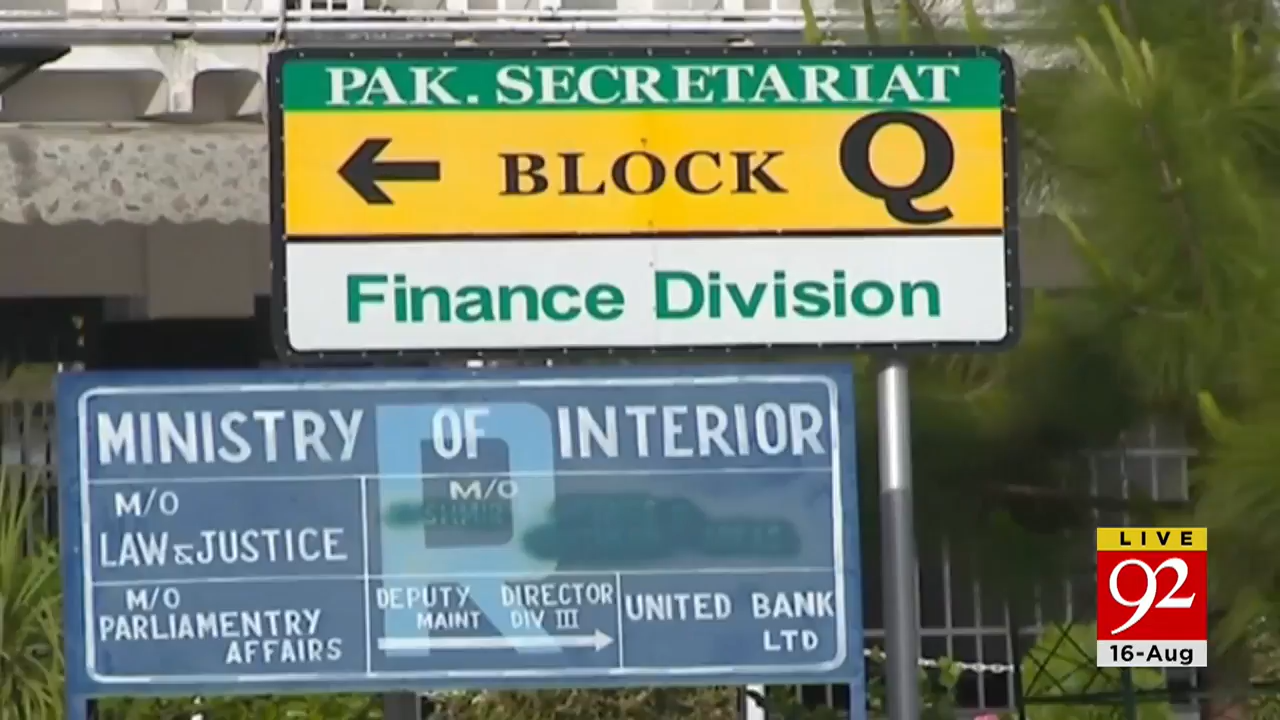 PAK. SECRETARIAT
← BLOCK Q
Finance Division
MINISTRY OF INTERIOR
R
M/O
LAW & JUSTICE
M/O
M/O
PARLIAMENTRY
AFFAIRS
DEPUTY DIRECTOR
MAINT DIV III
UNITED BANK
LTD
LIVE
92
16-Aug